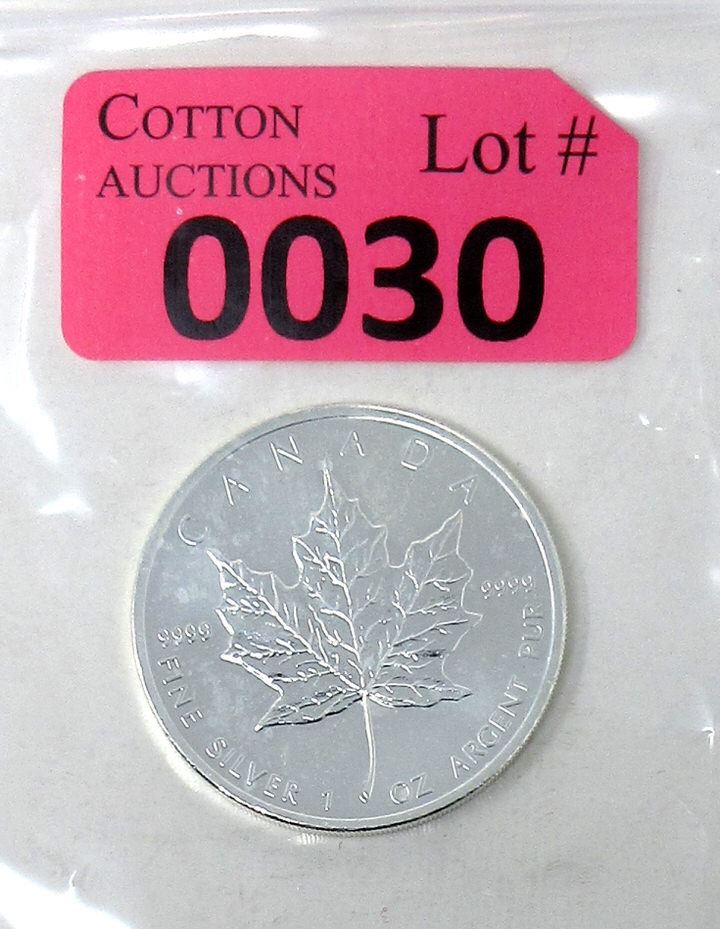 COTTON
AUCTIONS
Lot #
0030
CANADA
9999
9999
FINE SILVER 1 OZ ARGENT PUR